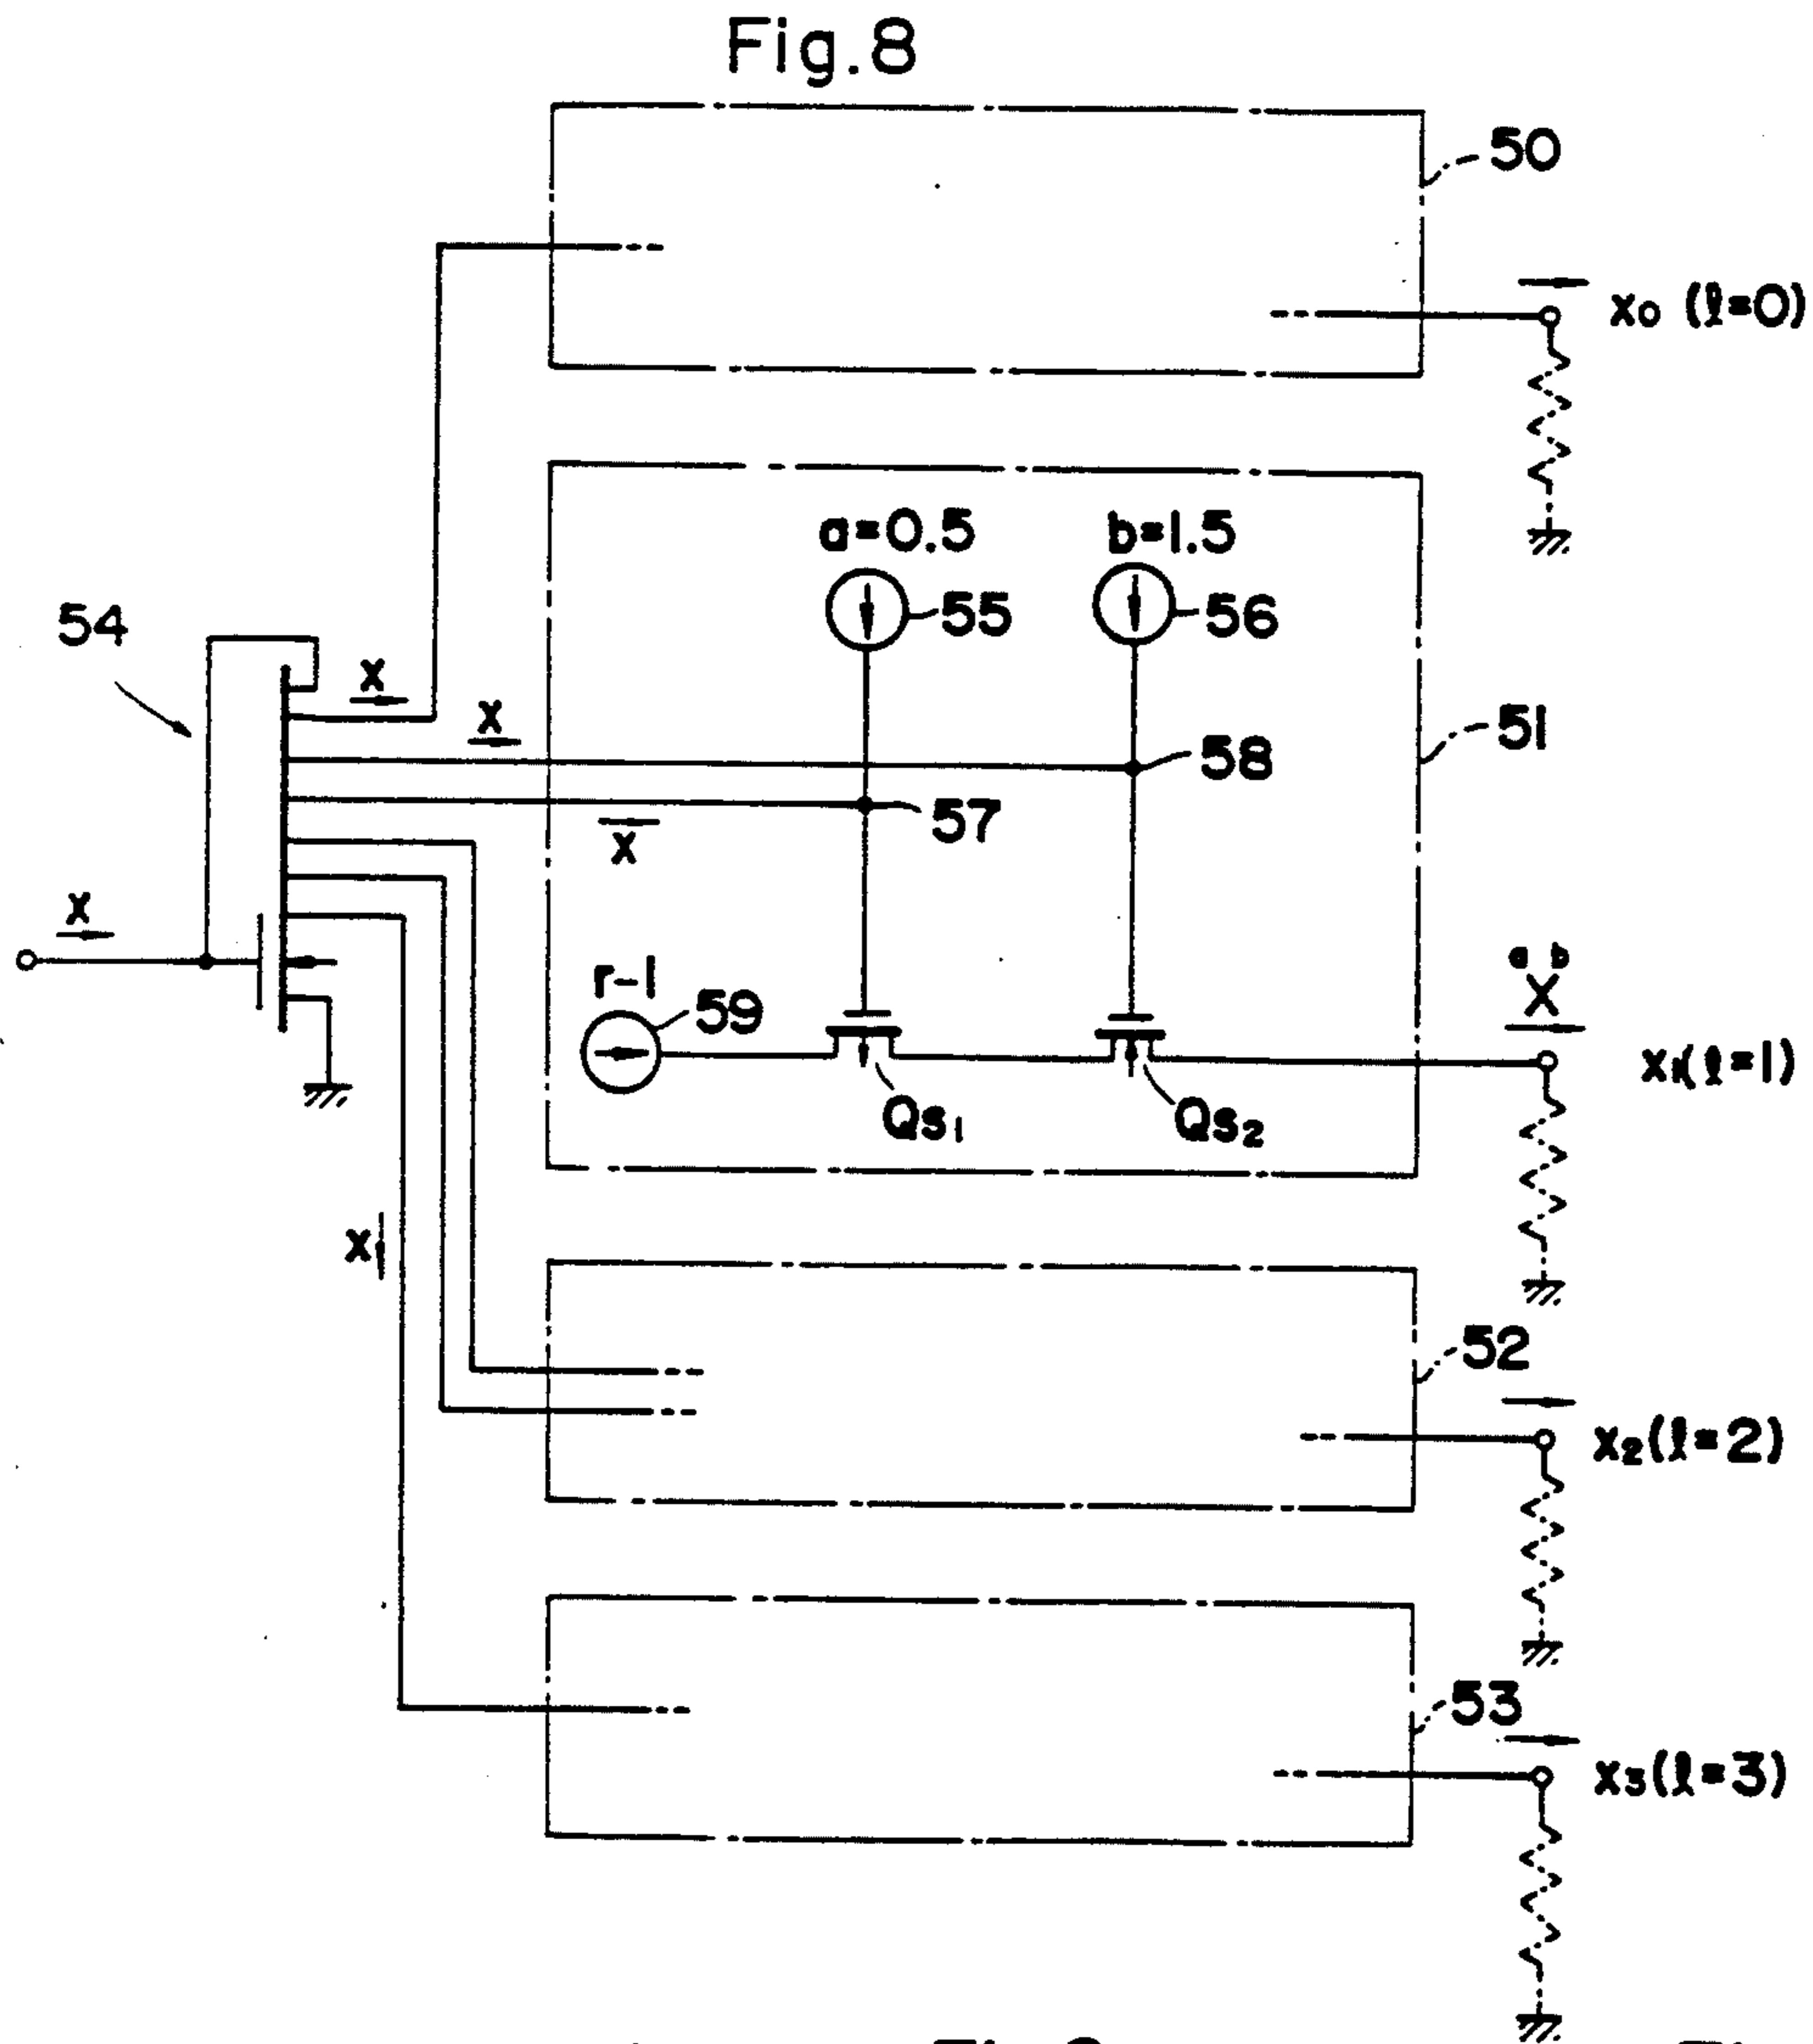 Fig.8
50
x0 (ℓ=0)
a=0.5
b=1.5
55
56
54
x
x
51
58
57
x
x
r-1
59
a b
X
x1(ℓ=1)
Qs1
Qs2
x
52
x2(ℓ=2)
53
x3(ℓ=3)